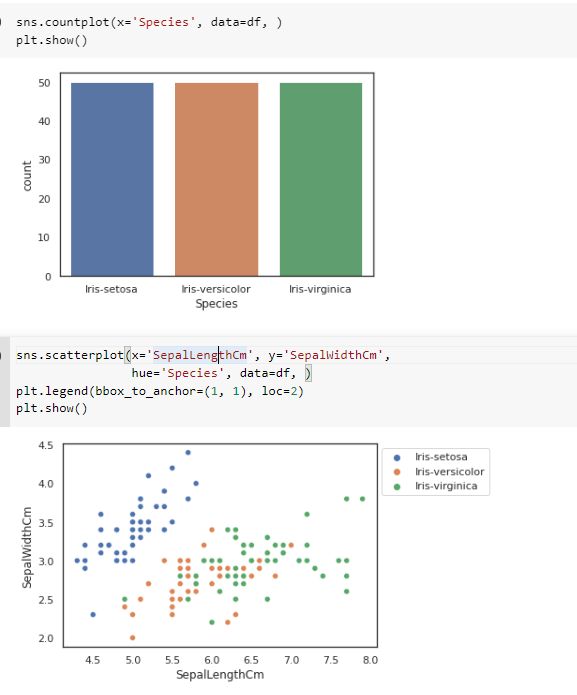 sns.countplot(x='Species', data=df, )
plt.show()
50
40
30
20
10
0
count
Iris-setosa Iris-versicolor Iris-virginica
Species
sns.scatterplot(x='SepalLengthCm', y='SepalWidthCm',
hue='Species', data=df, )
plt.legend(bbox_to_anchor=(1, 1), loc=2)
plt.show()
4.5
4.0
3.5
3.0
2.5
2.0
SepalWidthCm
Iris-setosa
Iris-versicolor
Iris-virginica
4.5 5.0 5.5 6.0 6.5 7.0 7.5 8.0
SepalLengthCm